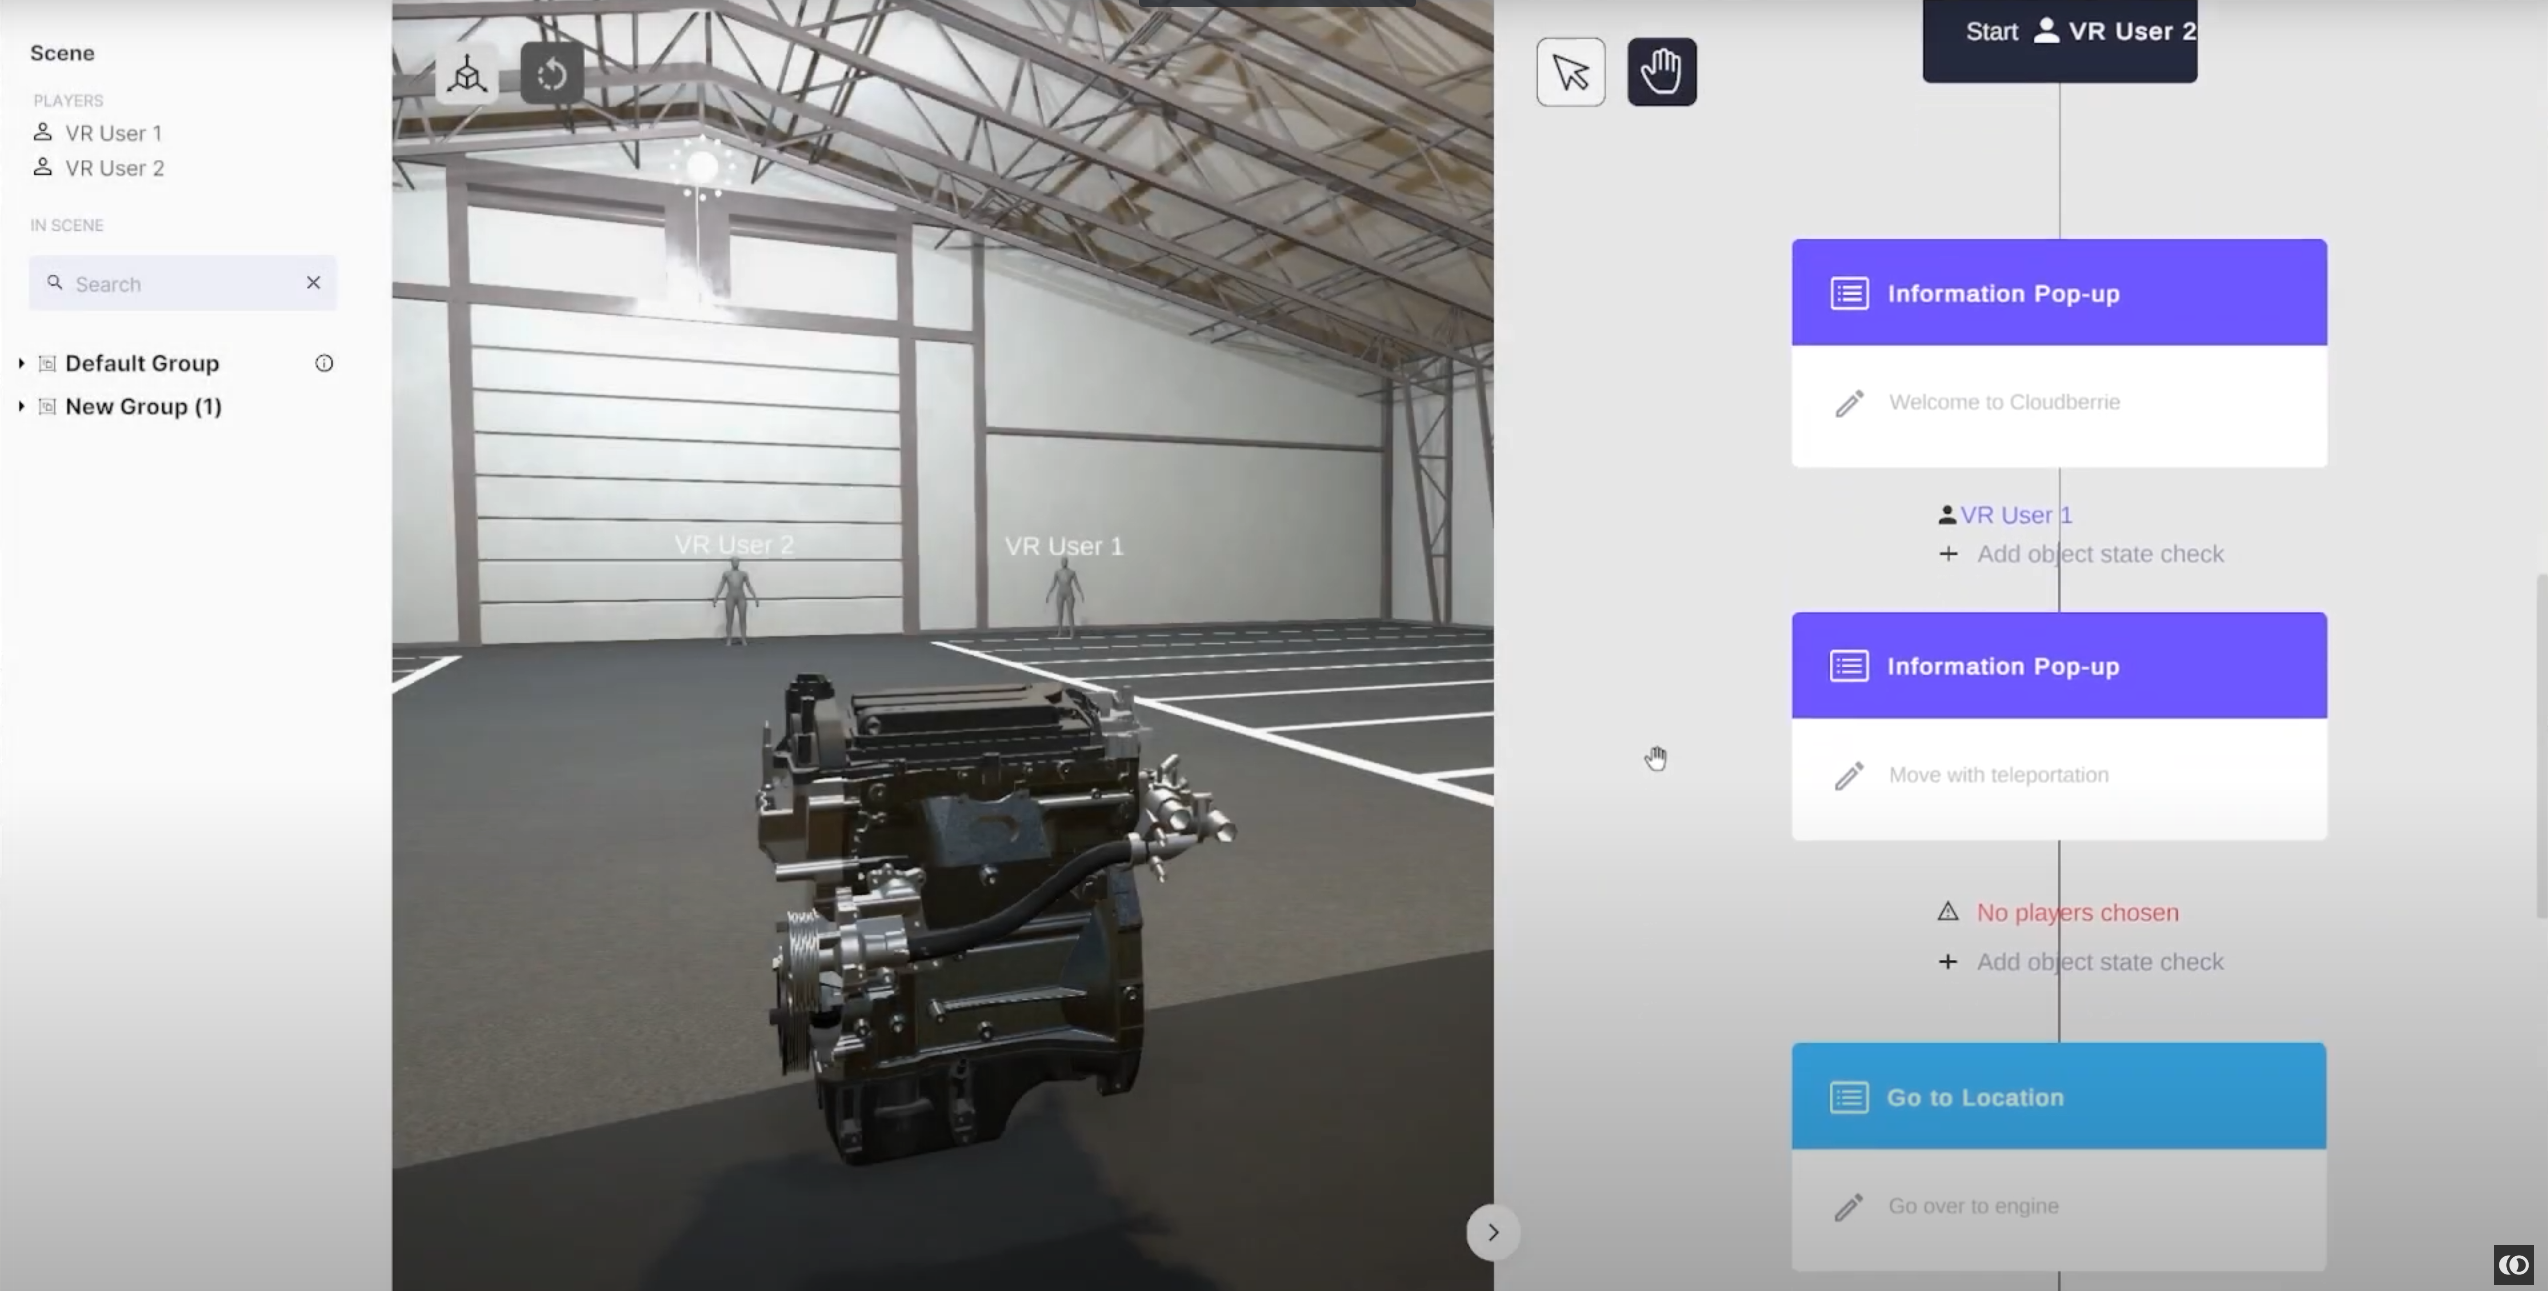 Scene
PLAYERS
VR User 1
VR User 2
IN SCENE
Search
Default Group
New Group (1)
VR User 2
VR User 1
Start VR User 2
Information Pop-up
Welcome to Cloudberrie
VR User 1
Add object state check
Information Pop-up
Move with teleportation
No players chosen
Add object state check
Go to Location
Go over to engine